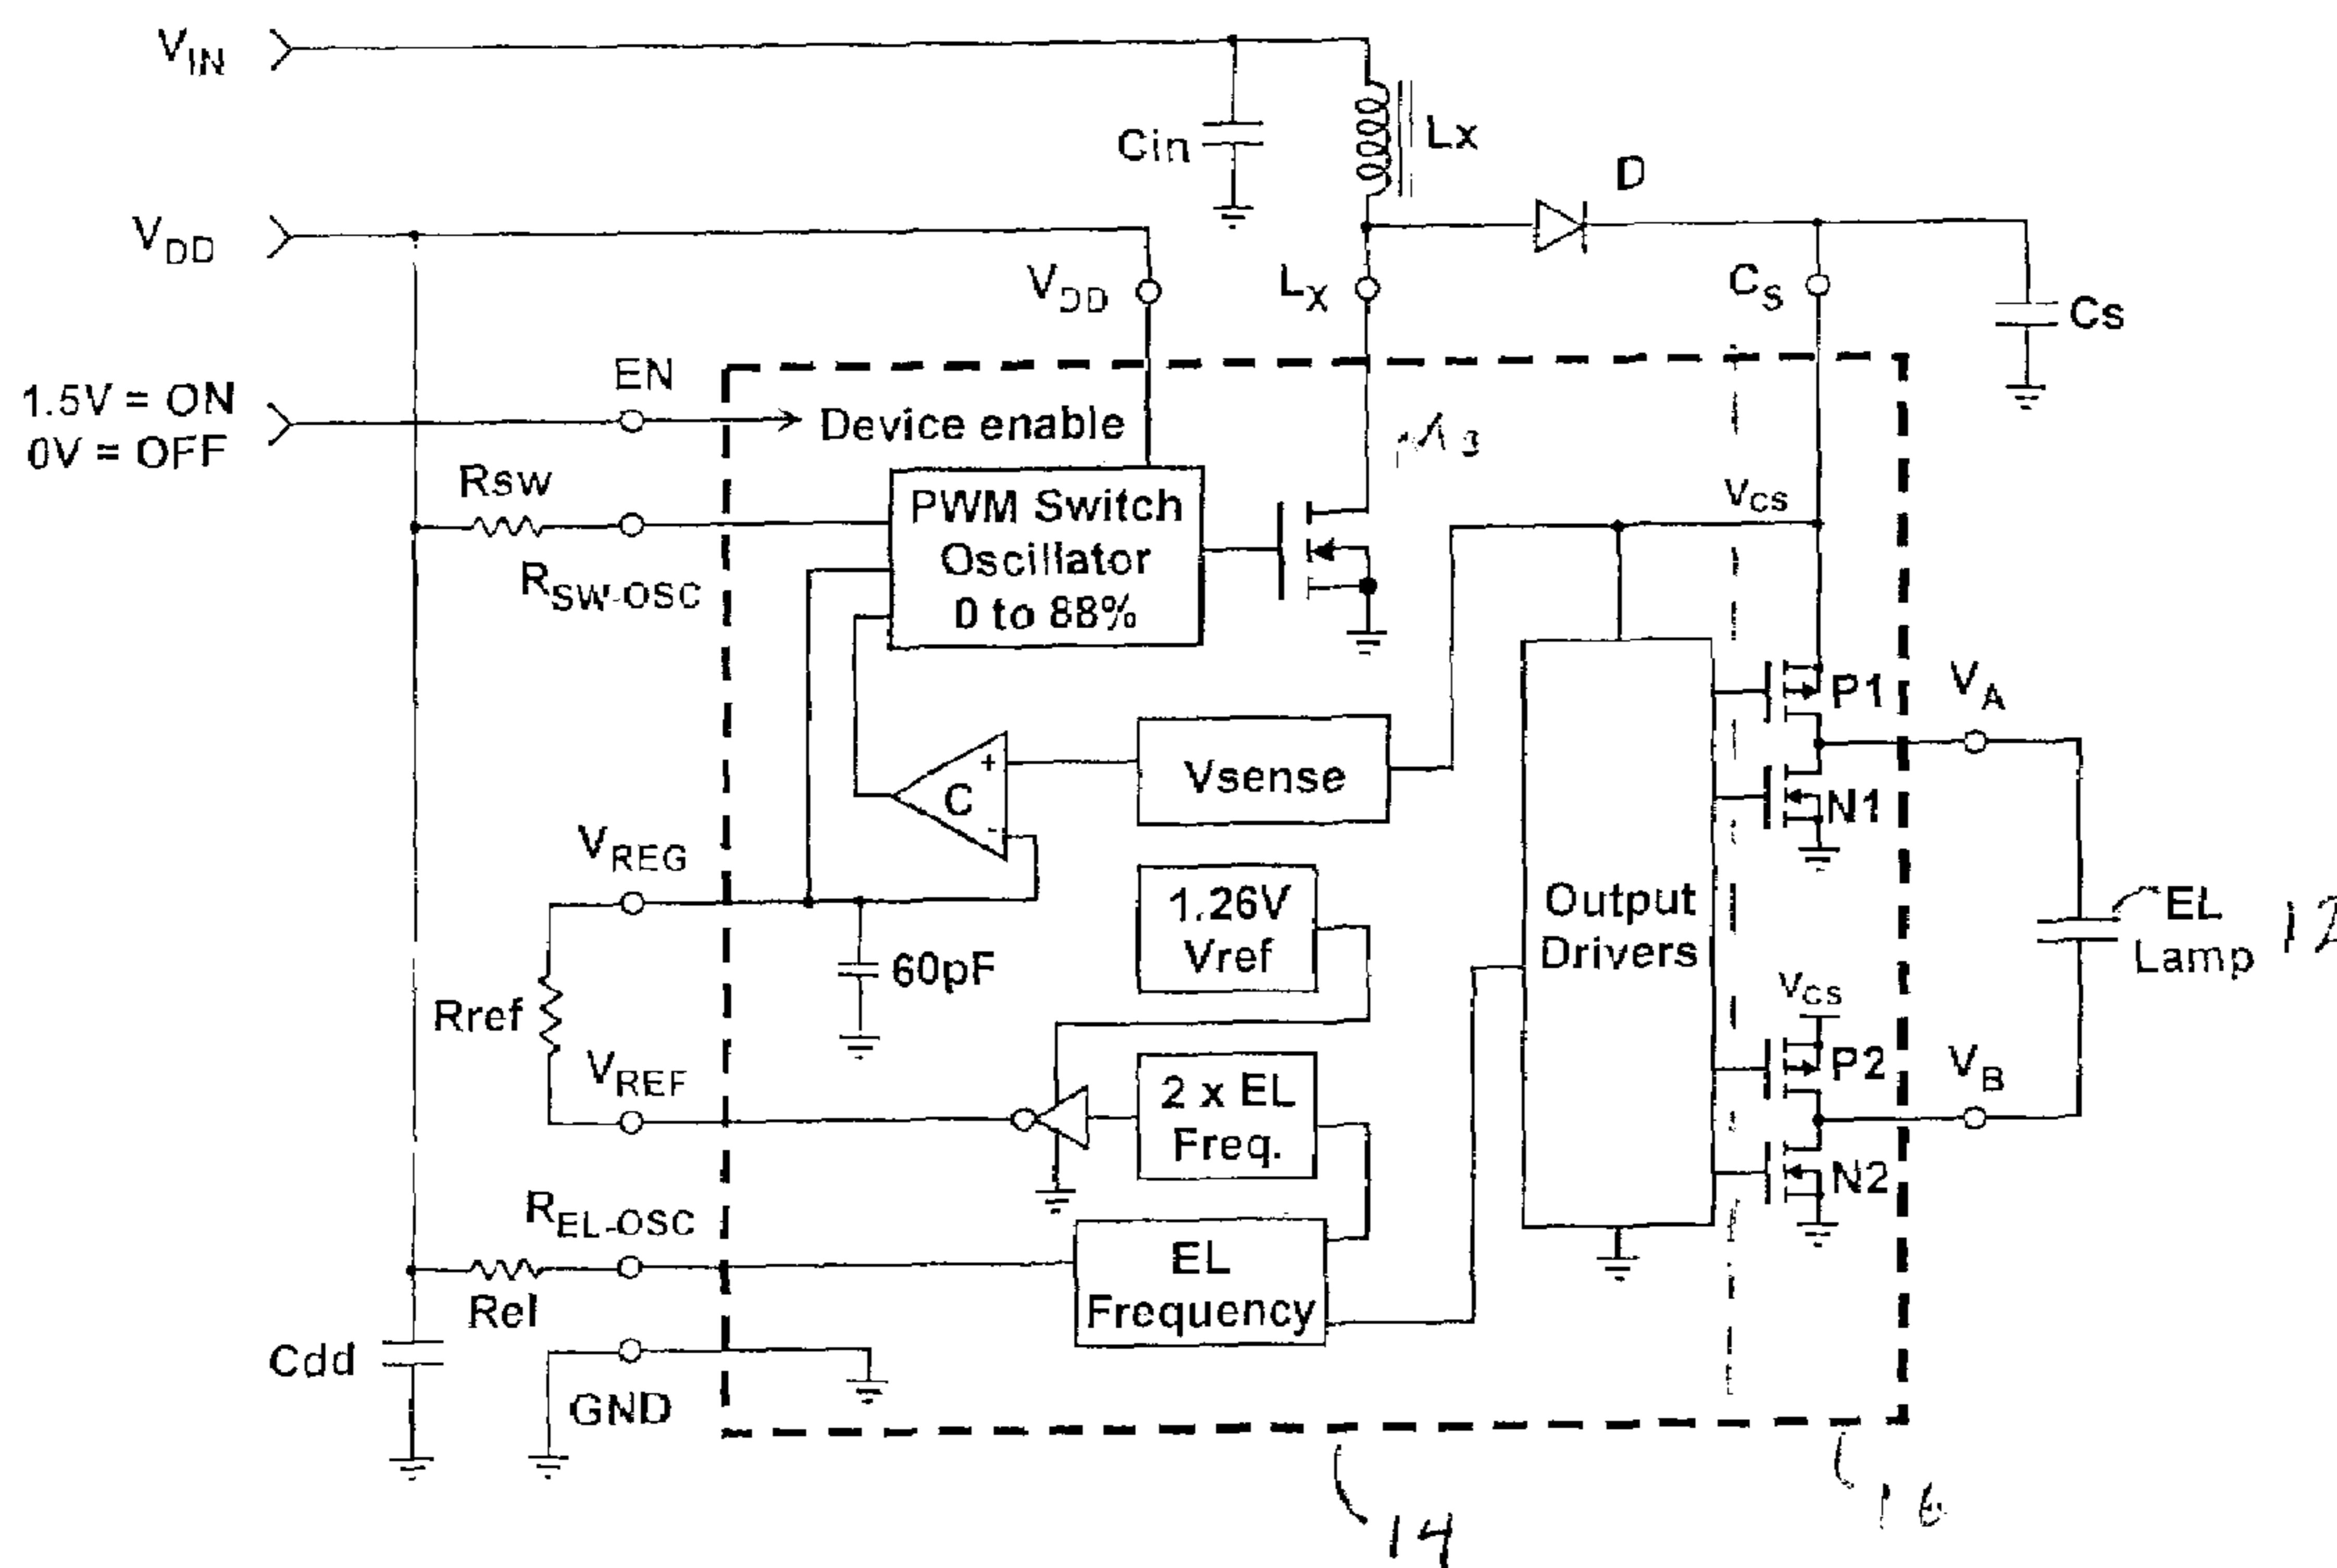 VIN
Cin
Lx
D
VDD
VDD
LX
CS
Cs
1.5V = ON
0V = OFF
EN
Device enable
Rsw
RSW-OSC
PWM Switch
Oscillator
0 to 88%
VCS
P1
VA
Vsense
C
+
-
N1
VREG
1.26V
Vref
Output
Drivers
EL
Lamp
12
60pF
Rref
VCS
VREF
2 x EL
Freq.
P2
VB
N2
REL-OSC
EL
Frequency
Rel
Cdd
GND
14
16